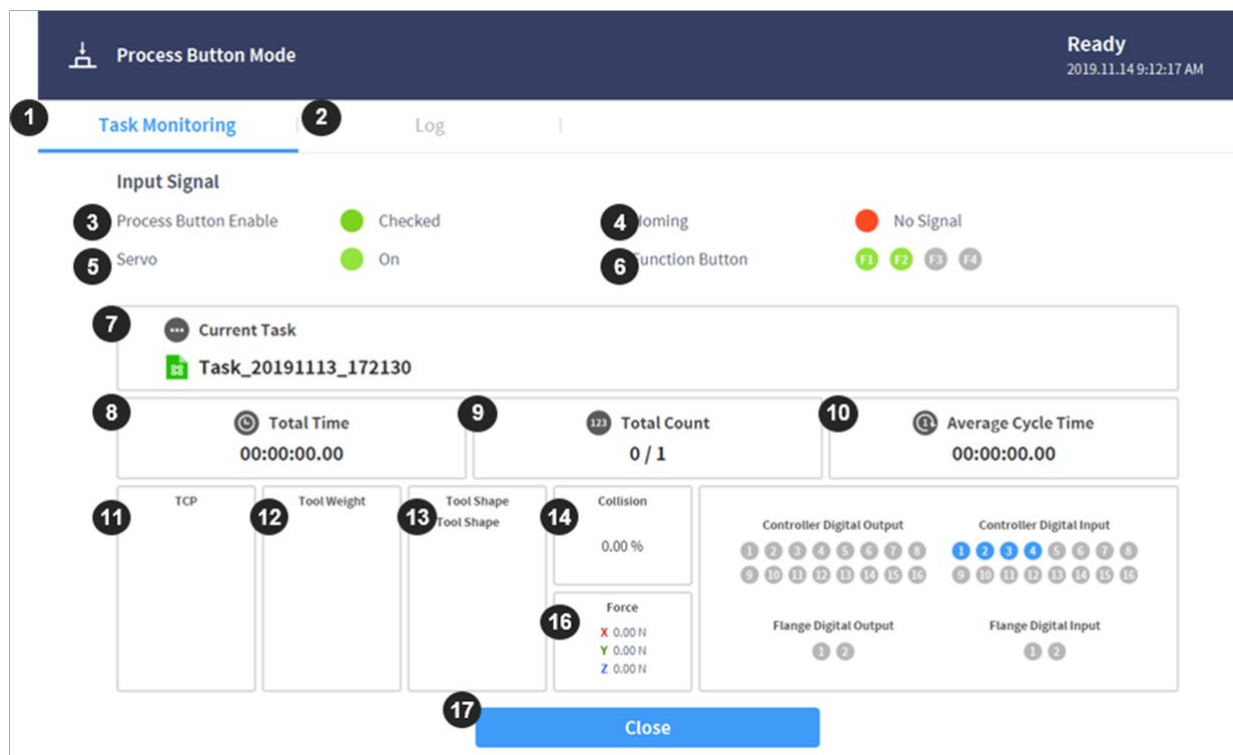 Process Button Mode
Ready
2019.11.14 9:12:17 AM
1 Task Monitoring 2 Log
Input Signal
3 Process Button Enable Checked 4 oming No Signal
5 Servo On 6 unction Button F1 F2 F3 F4
7 Current Task
Task_20191113_172130
8 Total Time 9 123 Total Count 10 1 Average Cycle Time
00:00:00.00 0 / 1 00:00:00.00
11 TCP 12 Tool Weight 13 Tool Shape 14 Collision
Tool Shape
0.00 %
16 Force
X 0.00 N
Y 0.00 N
Z 0.00 N
Controller Digital Output
1 2 3 4 5 6 7 8
9 10 11 12 13 14 15 16
Controller Digital Input
1 2 3 4 5 6 7 8
9 10 11 12 13 14 15 16
Flange Digital Output
1 2
Flange Digital Input
1 2
17 Close